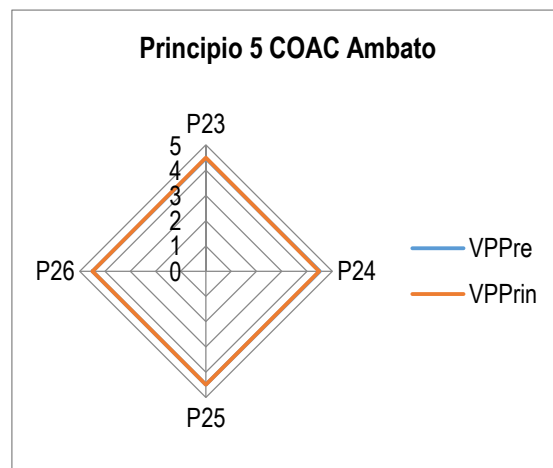 Principio 5 COAC Ambato
P23
5
4
3
2
1
0
P26
P24
P25
VPPre
VPPrin